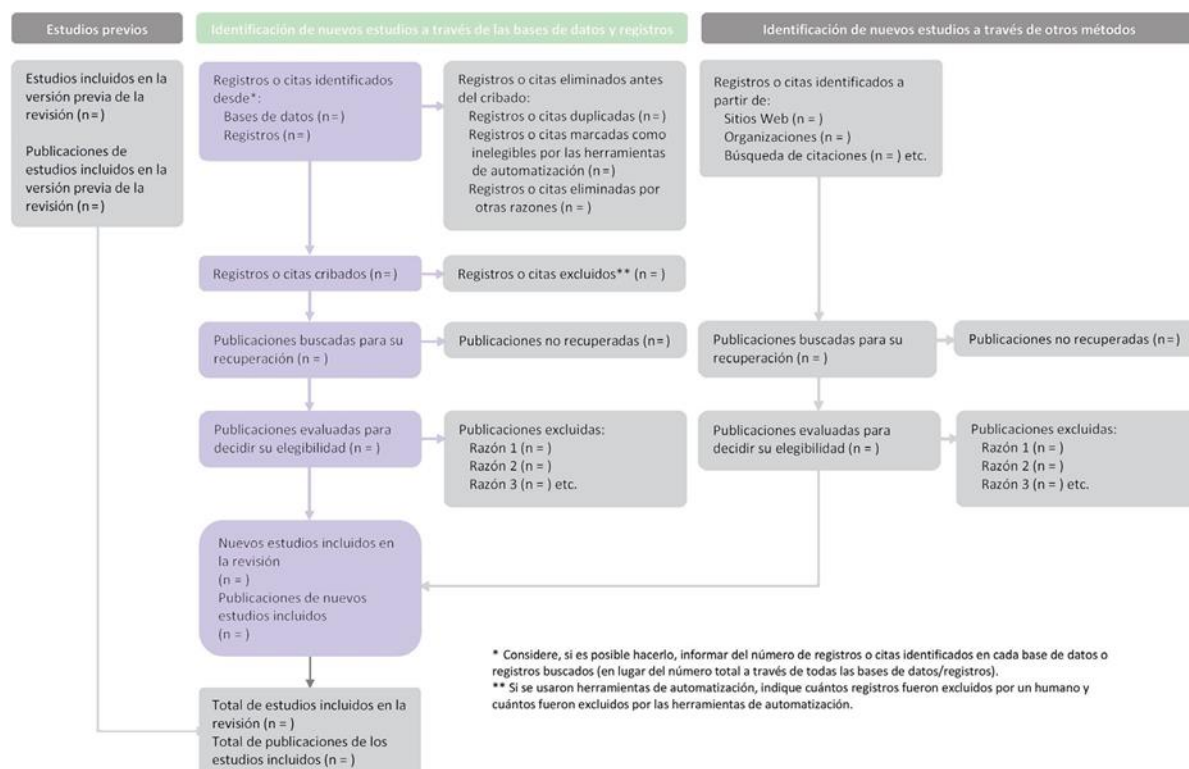 Estudios previos
Identificación de nuevos estudios a través de las bases de datos y registros
Identificación de nuevos estudios a través de otros métodos
Estudios incluidos en la
versión previa de la
revisión (n= )
Publicaciones de
estudios incluidos en la
versión previa de la
revisión (n= )
Registros o citas identificados
desde*:
Bases de datos (n= )
Registros (n= )
Registros o citas eliminados antes
del cribado:
Registros o citas duplicadas (n= )
Registros o citas marcadas como
inelegibles por las herramientas
de automatización (n= )
Registros o citas eliminadas por
otras razones (n = )
Registros o citas identificados a
partir de:
Sitios Web (n = )
Organizaciones (n = )
Búsqueda de citaciones (n = ) etc.
Registros o citas cribados (n= )
Registros o citas excluidos** (n = )
Publicaciones buscadas para su
recuperación (n = )
Publicaciones no recuperadas (n= )
Publicaciones buscadas para su
recuperación (n = )
Publicaciones no recuperadas (n= )
Publicaciones evaluadas para
decidir su elegibilidad (n = )
Publicaciones excluidas:
Razón 1 (n = )
Razón 2 (n = )
Razón 3 (n = ) etc.
Publicaciones evaluadas para
decidir su elegibilidad (n = )
Publicaciones excluidas:
Razón 1 (n = )
Razón 2 (n = )
Razón 3 (n = ) etc.
Nuevos estudios incluidos en
la revisión
(n = )
Publicaciones de nuevos
estudios incluidos
(n = )
* Considere, si es posible hacerlo, informar del número de registros o citas identificados en cada base de datos o
registros buscados (en lugar del número total a través de todas las bases de datos/registros).
** Si se usaron herramientas de automatización, indique cuántos registros fueron excluidos por un humano y
cuántos fueron excluidos por las herramientas de automatización.
Total de estudios incluidos en la
revisión (n = )
Total de publicaciones de los
estudios incluidos (n = )